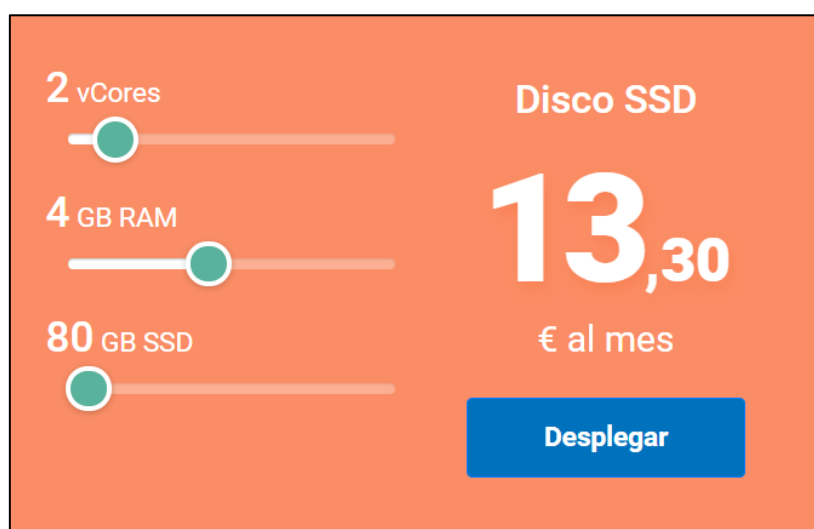 2 vCores
4 GB RAM
80 GB SSD
Disco SSD
13,30
€ al mes
Desplegar